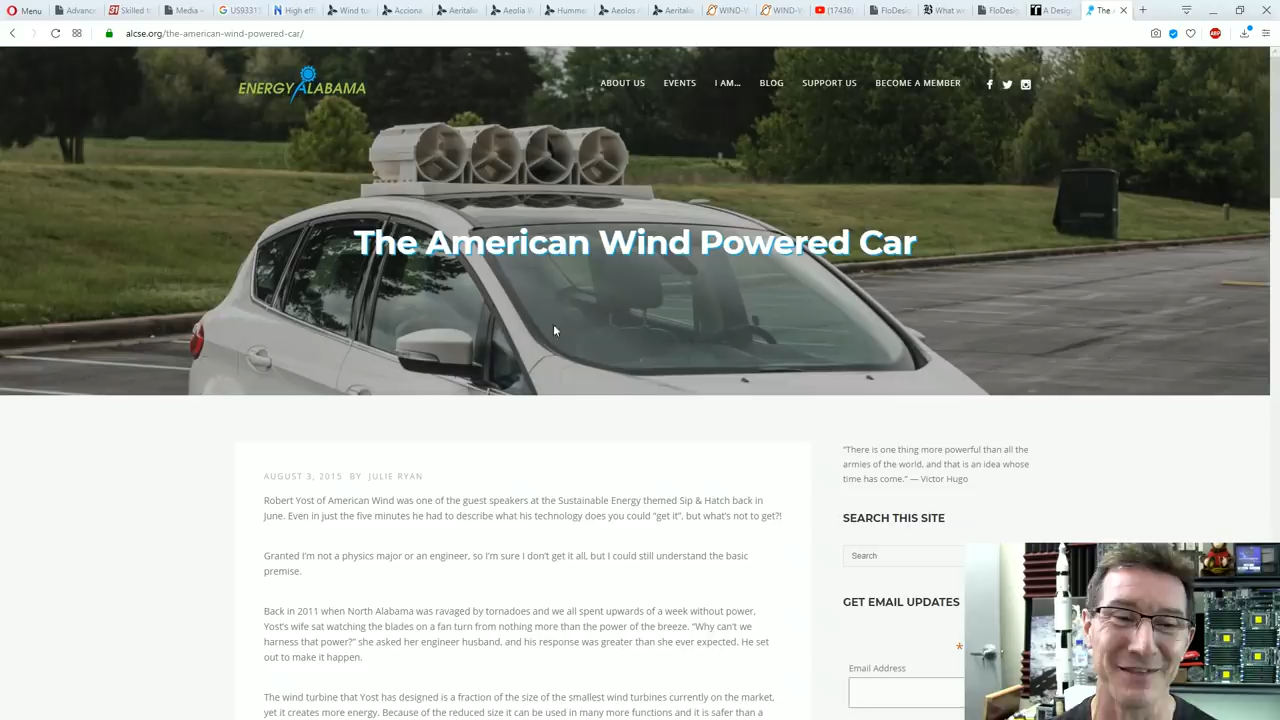 Menu
Advanc
Skilled to
Media –
US93315
High effi
Wind tur
Acciona
Aeritalia
Aeolia W
Humme
Aeolos
Aeritalia
WIND-V
WIND-V
(17436)
FloDesig
What wo
FloDesig
A Desig
The A
alcse.org/the-american-wind-powered-car/
ENERGY ALABAMA
ABOUT US
EVENTS
I AM...
BLOG
SUPPORT US
BECOME A MEMBER
The American Wind Powered Car
AUGUST 3, 2015 BY JULIE RYAN
Robert Yost of American Wind was one of the guest speakers at the Sustainable Energy themed Sip & Hatch back in
June. Even in just the five minutes he had to describe what his technology does you could “get it”, but what’s not to get?!
Granted I’m not a physics major or an engineer, so I’m sure I don’t get it all, but I could still understand the basic
premise.
Back in 2011 when North Alabama was ravaged by tornadoes and we all spent upwards of a week without power,
Yost’s wife sat watching the blades on a fan turn from nothing more than the power of the breeze. “Why can’t we
harness that power?” she asked her engineer husband, and his response was greater than she ever expected. He set
out to make it happen.
The wind turbine that Yost has designed is a fraction of the size of the smallest wind turbines currently on the market,
yet it creates more energy. Because of the reduced size it can be used in many more functions and it is safer than a
“There is one thing more powerful than all the
armies of the world, and that is an idea whose
time has come.” — Victor Hugo
SEARCH THIS SITE
Search
GET EMAIL UPDATES
*
Email Address